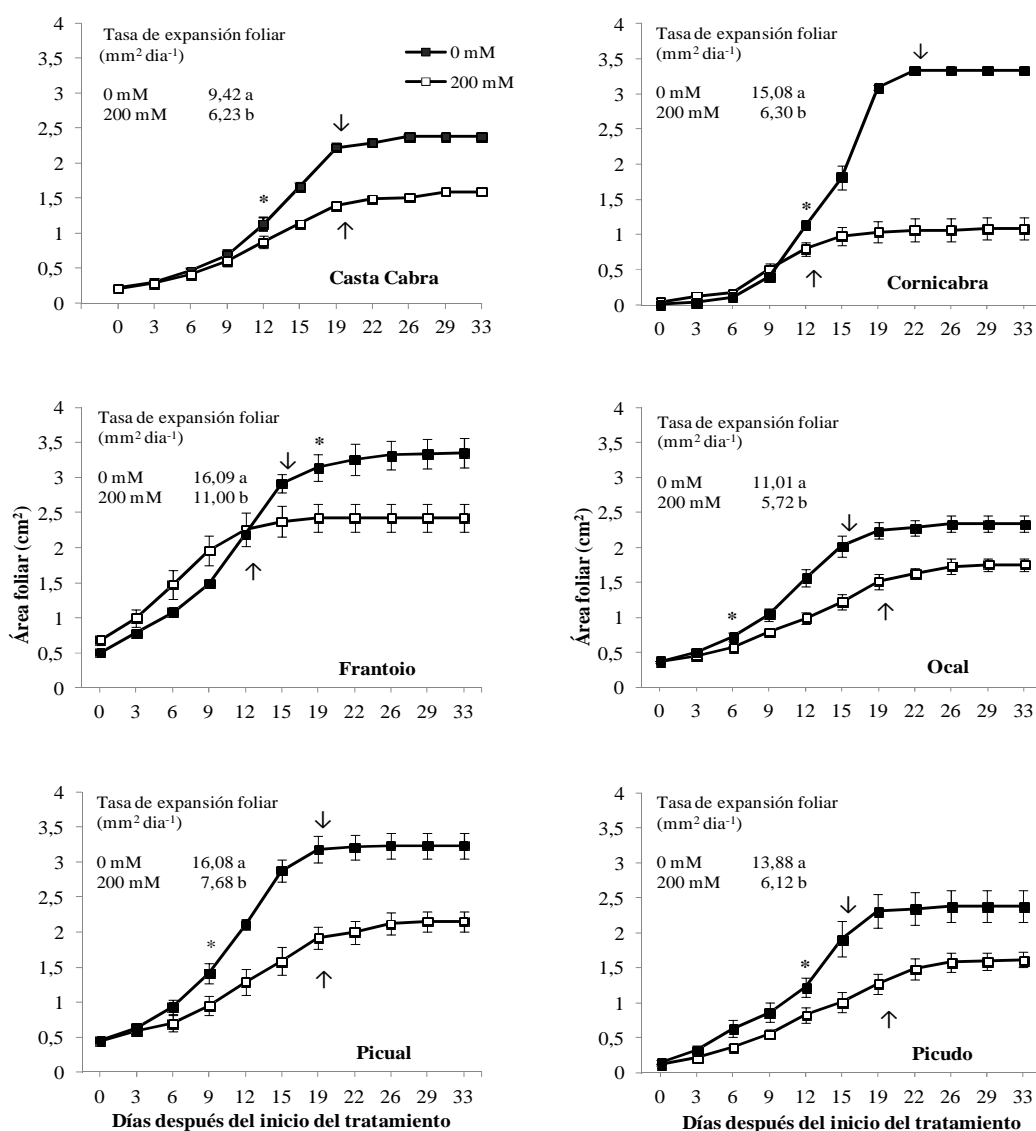 4
3,5
3
2,5
2
1,5
1
0,5
0
Tasa de expansión foliar
(mm² dia⁻¹)
0 mM 9,42 a
200 mM 6,23 b
0 mM
200 mM
↓
*
↑
Casta Cabra
0 3 6 9 12 15 19 22 26 29 33
4
3,5
3
2,5
2
1,5
1
0,5
0
Tasa de expansión foliar
(mm² dia⁻¹)
0 mM 15,08 a
200 mM 6,30 b
↓
*
↑
Cornicabra
0 3 6 9 12 15 19 22 26 29 33
Área foliar (cm²)
4
3,5
3
2,5
2
1,5
1
0,5
0
Tasa de expansión foliar
(mm² dia⁻¹)
0 mM 16,09 a
200 mM 11,00 b
↓
*
↑
Frantoio
0 3 6 9 12 15 19 22 26 29 33
Área foliar (cm²)
4
3,5
3
2,5
2
1,5
1
0,5
0
Tasa de expansión foliar
(mm² dia⁻¹)
0 mM 11,01 a
200 mM 5,72 b
↓
*
↑
Ocal
0 3 6 9 12 15 19 22 26 29 33
4
3,5
3
2,5
2
1,5
1
0,5
0
Tasa de expansión foliar
(mm² dia⁻¹)
0 mM 16,08 a
200 mM 7,68 b
↓
*
↑
Picual
0 3 6 9 12 15 19 22 26 29 33
Días después del inicio del tratamiento
4
3,5
3
2,5
2
1,5
1
0,5
0
Tasa de expansión foliar
(mm² dia⁻¹)
0 mM 13,88 a
200 mM 6,12 b
↓
*
↑
Picudo
0 3 6 9 12 15 19 22 26 29 33
Días después del inicio del tratamiento